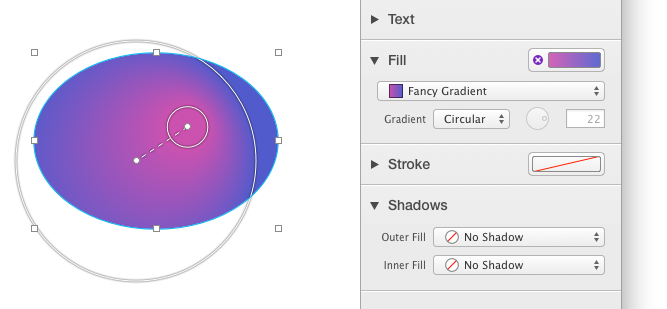 Text
Fill
Fancy Gradient
Gradient Circular 22
Stroke
Shadows
Outer Fill No Shadow
Inner Fill No Shadow